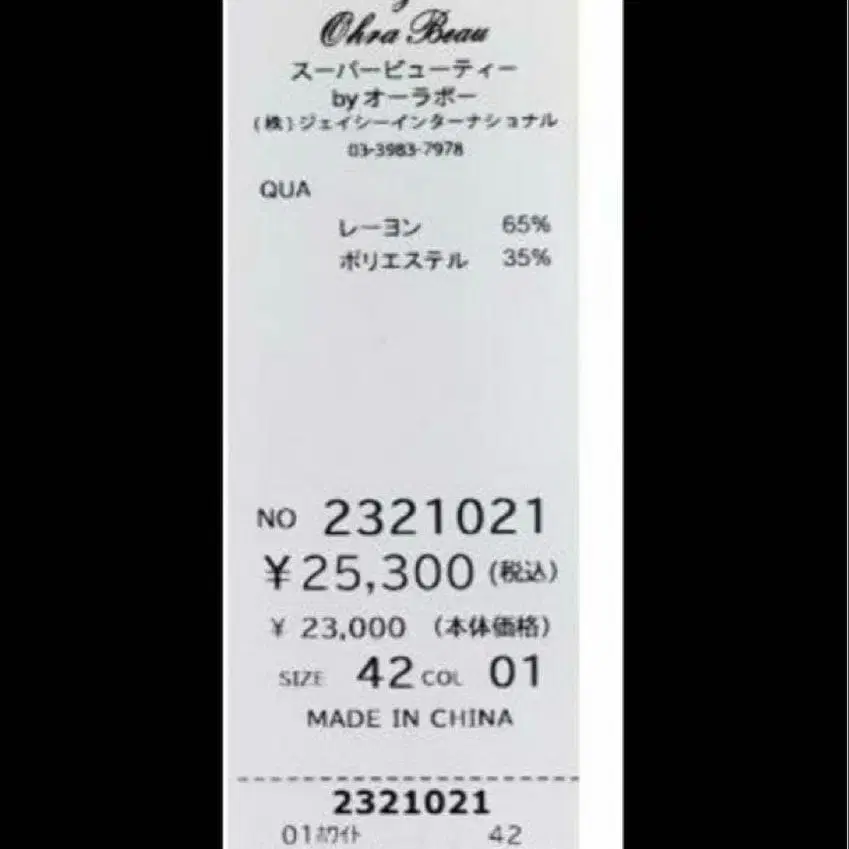 Ohra Beau
スーパービューティー
byオーラボー
(株)ジェイシーインターナショナル
03-3983-7978
QUA
レーヨン 65%
ポリエステル 35%
NO 2321021
¥25,300 (税込)
¥ 23,000 (本体価格)
SIZE 42 COL 01
MADE IN CHINA
2321021
01ホワイト 42